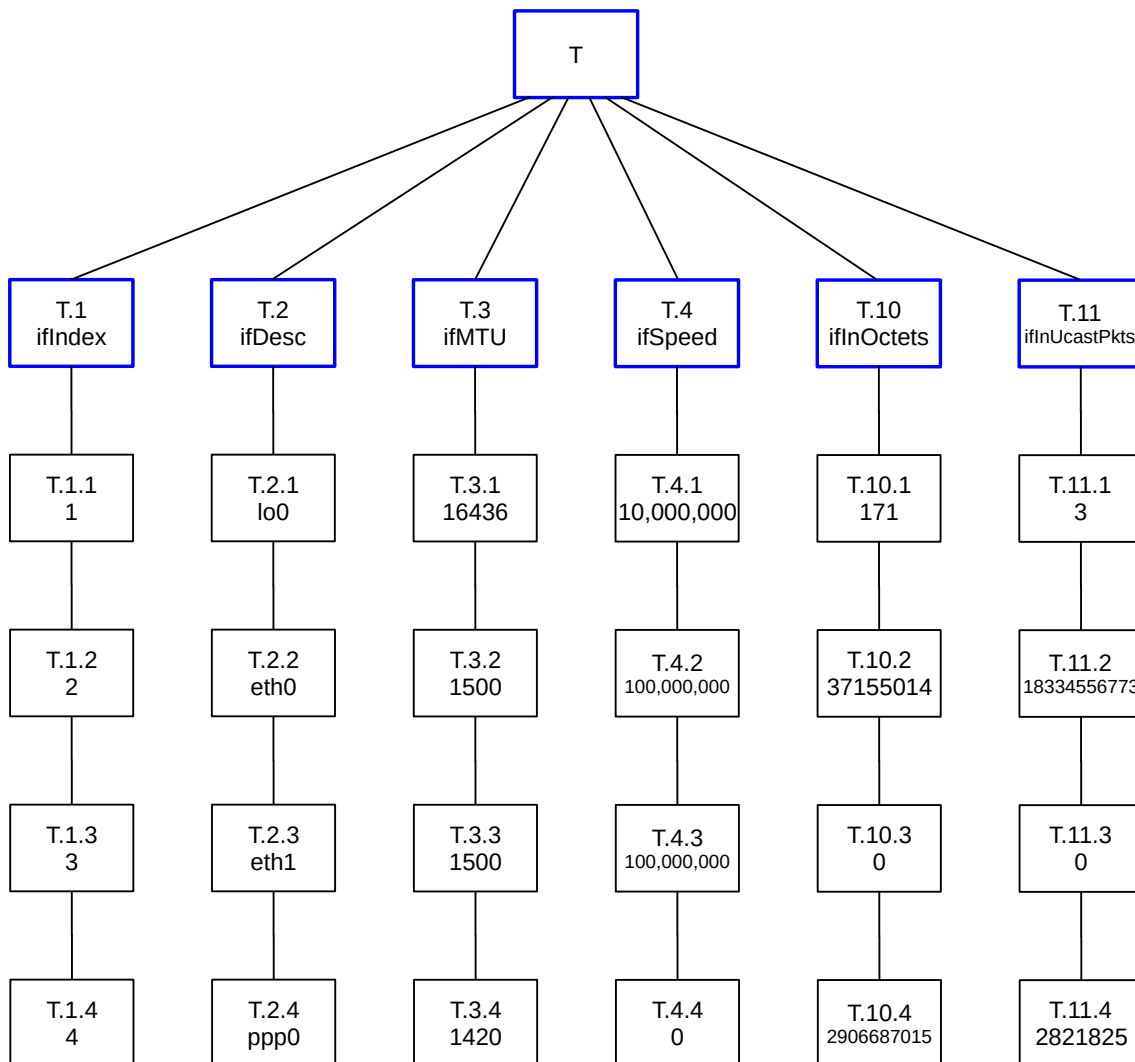 T
T.1
ifIndex
T.2
ifDesc
T.3
ifMTU
T.4
ifSpeed
T.10
ifInOctets
T.11
ifInUcastPkts
T.1.1
1
T.2.1
lo0
T.3.1
16436
T.4.1
10,000,000
T.10.1
171
T.11.1
3
T.1.2
2
T.2.2
eth0
T.3.2
1500
T.4.2
100,000,000
T.10.2
37155014
T.11.2
18334556773
T.1.3
3
T.2.3
eth1
T.3.3
1500
T.4.3
100,000,000
T.10.3
0
T.11.3
0
T.1.4
4
T.2.4
ppp0
T.3.4
1420
T.4.4
0
T.10.4
2906687015
T.11.4
2821825